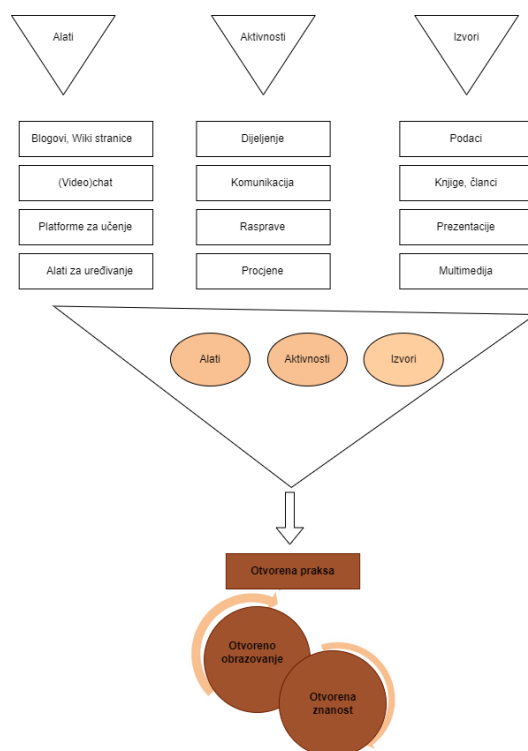 Alati
Aktivnosti
Izvori
Blogovi, Wiki stranice
Dijeljenje
Podaci
(Video)chat
Komunikacija
Knjige, članci
Platforme za učenje
Rasprave
Prezentacije
Alati za uređivanje
Procjene
Multimedija
Alati
Aktivnosti
Izvori
Otvorena praksa
Otvoreno
obrazovanje
Otvorena
znanost